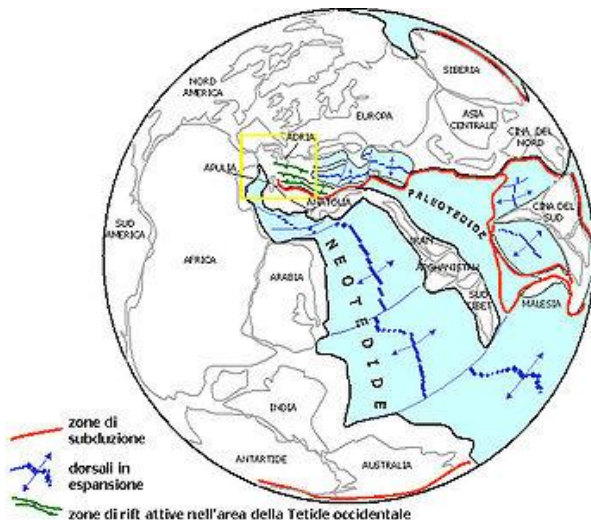 SIBERIA
NORD
AMERICA
EUROPA
ASIA
CENTRALE
CINA DEL
NORD
ADRIA
APULIA
ANATOLIA
PALEOTEDIDE
CINA DEL
SUD
SUD
AMERICA
AFRICA
ARABIA
IRAN
AFGHANISTAN
SUD
TIBET
MALESIA
NEOTEDIDE
INDIA
ANTARTIDE
AUSTRALIA
zone di
subduzione
dorsali in
espansione
zone di rift attive nell'area della Tetide occidentale